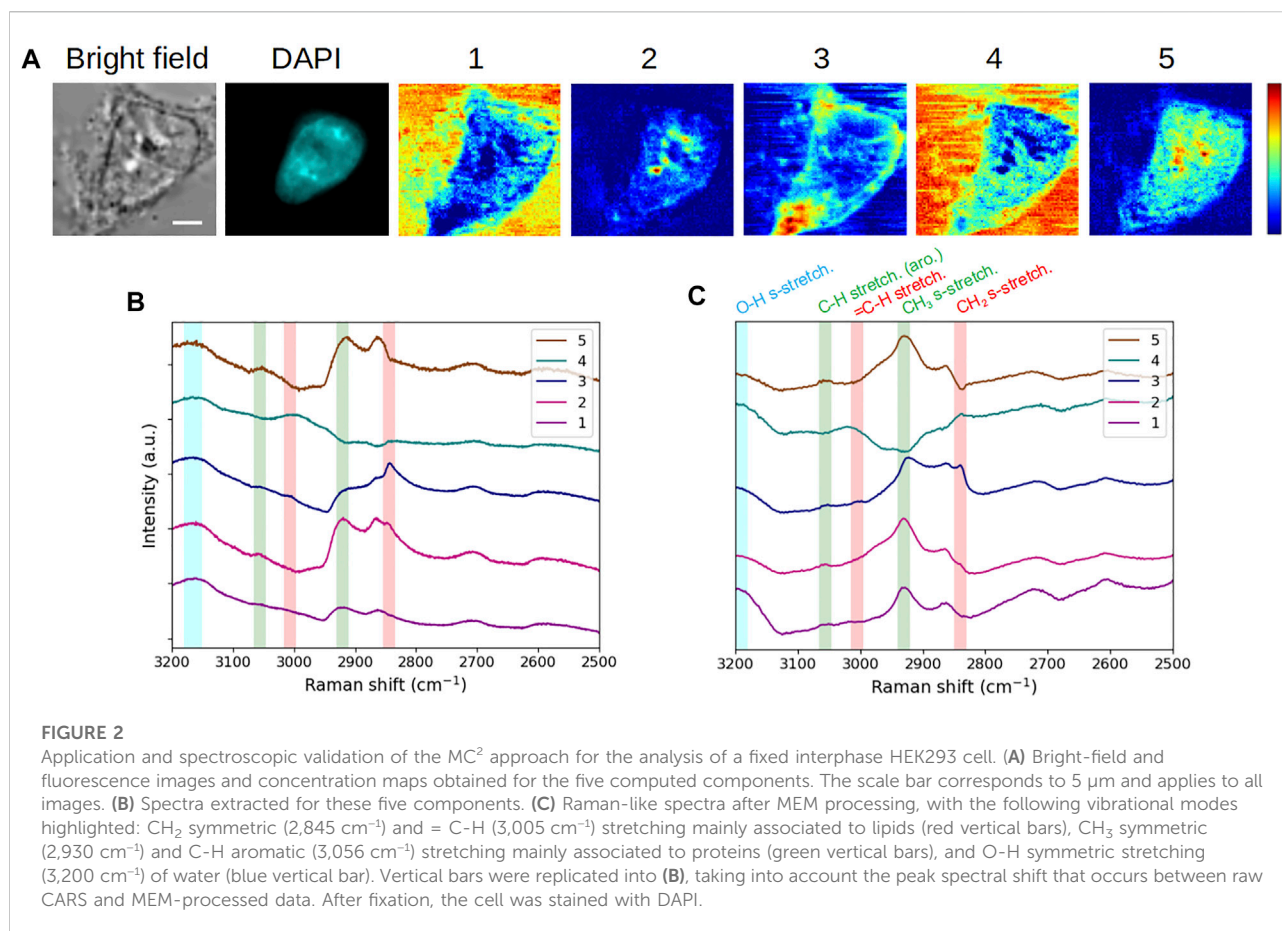 A Bright field DAPI 1 2 3 4 5
B
3200 3100 3000 2900 2800 2700 2600 2500
Raman shift (cm⁻¹)
Intensity (a.u.)
5
4
3
2
1
C
O-H s-stretch.
C-H stretch. (aro.)
=C-H stretch.
CH₃ s-stretch.
CH₂ s-stretch.
5
4
3
2
1
3200 3100 3000 2900 2800 2700 2600 2500
Raman shift (cm⁻¹)
FIGURE 2
Application and spectroscopic validation of the MC² approach for the analysis of a fixed interphase HEK293 cell. (A) Bright-field and
fluorescence images and concentration maps obtained for the five computed components. The scale bar corresponds to 5 µm and applies to all
images. (B) Spectra extracted for these five components. (C) Raman-like spectra after MEM processing, with the following vibrational modes
highlighted: CH₂ symmetric (2,845 cm⁻¹) and = C-H (3,005 cm⁻¹) stretching mainly associated to lipids (red vertical bars), CH₃ symmetric
(2,930 cm⁻¹) and C-H aromatic (3,056 cm⁻¹) stretching mainly associated to proteins (green vertical bars), and O-H symmetric stretching
(3,200 cm⁻¹) of water (blue vertical bar). Vertical bars were replicated into (B), taking into account the peak spectral shift that occurs between raw
CARS and MEM-processed data. After fixation, the cell was stained with DAPI.